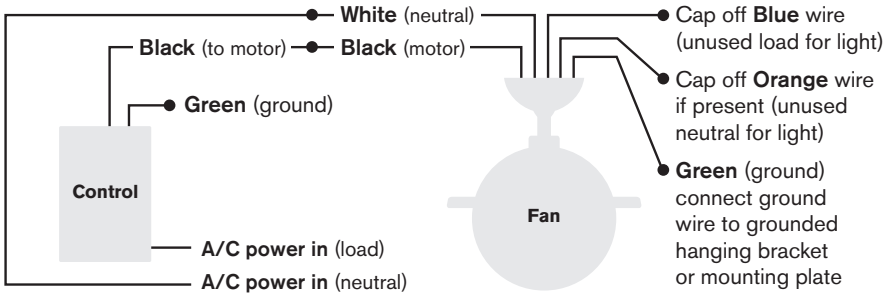 White (neutral)
Black (to motor)
Black (motor)
Green (ground)
Control
A/C power in (load)
A/C power in (neutral)
Fan
Cap off Blue wire
(unused load for light)
Cap off Orange wire
if present (unused
neutral for light)
Green (ground)
connect ground
wire to grounded
hanging bracket
or mounting plate